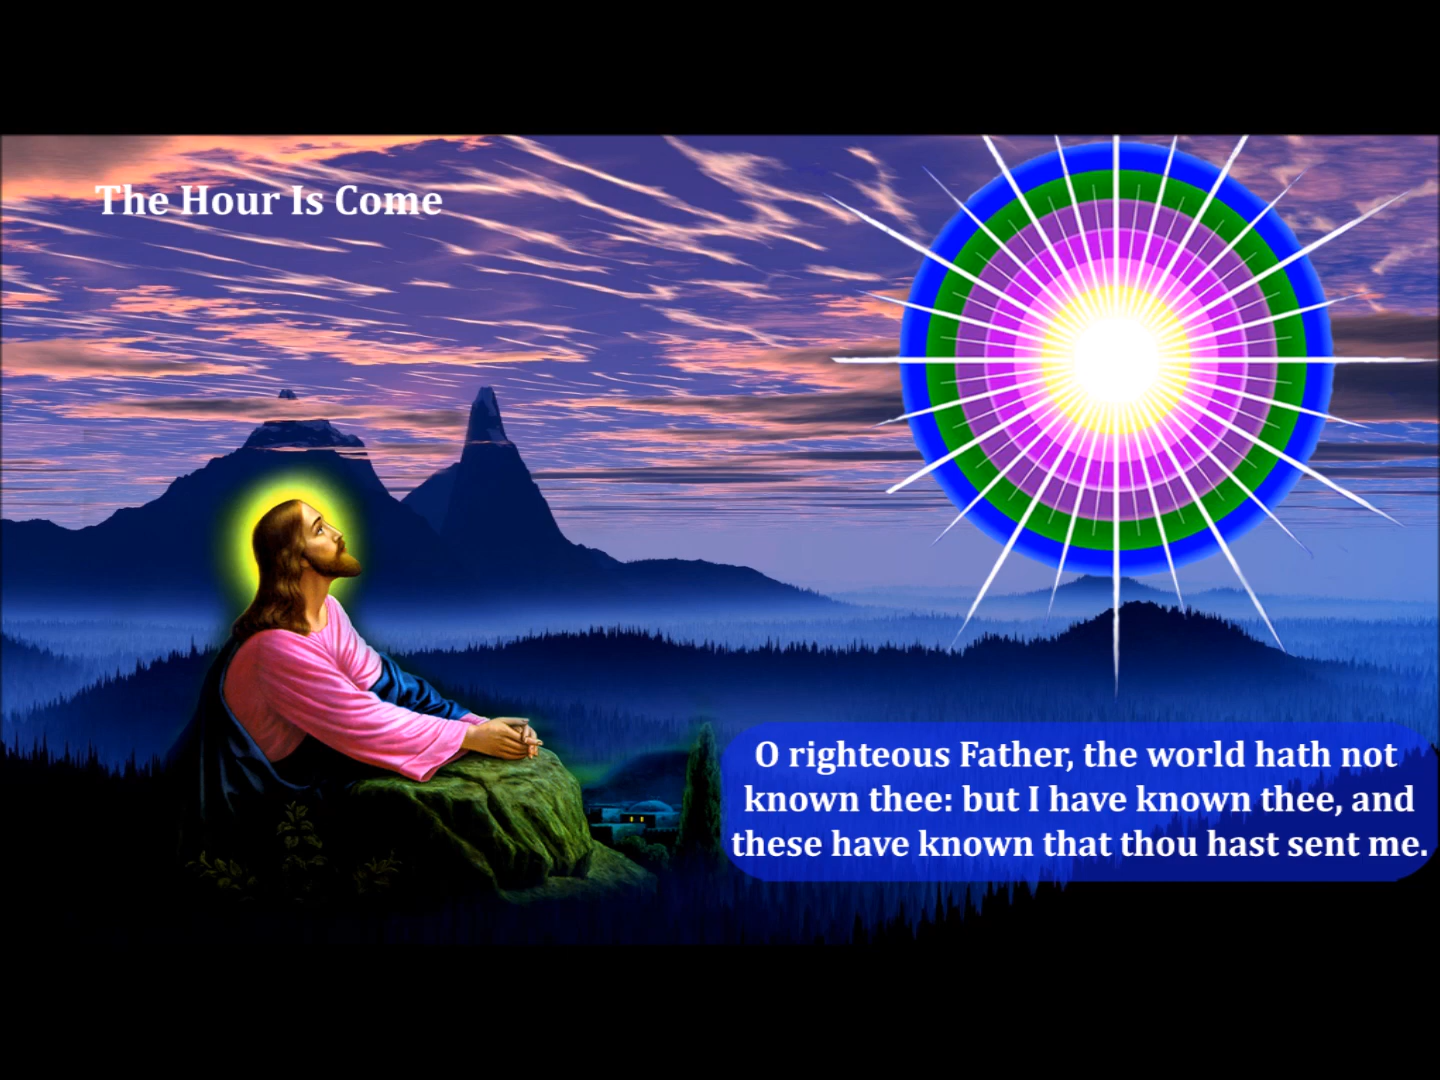 The Hour Is Come
O righteous Father, the world hath not
known thee: but I have known thee, and
these have known that thou hast sent me.